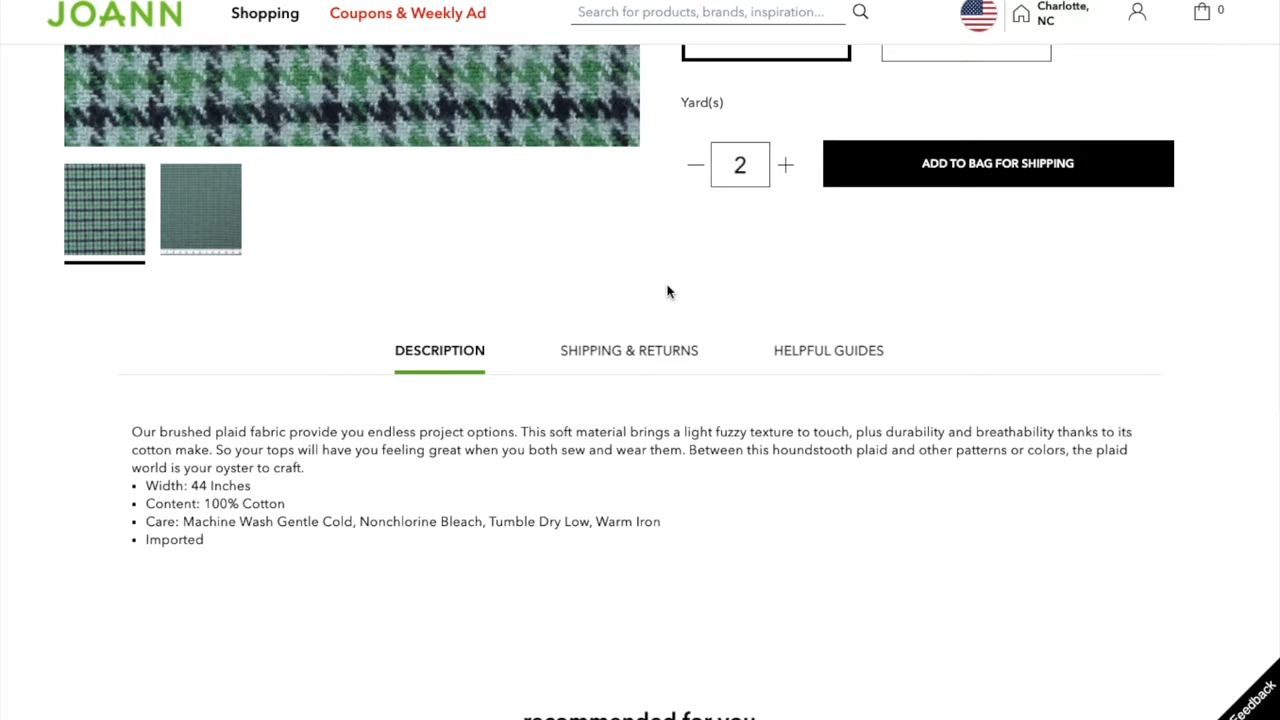 JOANN
Shopping
Coupons & Weekly Ad
Search for products, brands, inspiration...
Charlotte,
NC
0
Yard(s)
2
ADD TO BAG FOR SHIPPING
DESCRIPTION
SHIPPING & RETURNS
HELPFUL GUIDES
Our brushed plaid fabric provide you endless project options. This soft material brings a light fuzzy texture to touch, plus durability and breathability thanks to its
cotton make. So your tops will have you feeling great when you both sew and wear them. Between this houndstooth plaid and other patterns or colors, the plaid
world is your oyster to craft.
• Width: 44 Inches
• Content: 100% Cotton
• Care: Machine Wash Gentle Cold, Nonchlorine Bleach, Tumble Dry Low, Warm Iron
• Imported
recommended for you
Feedback